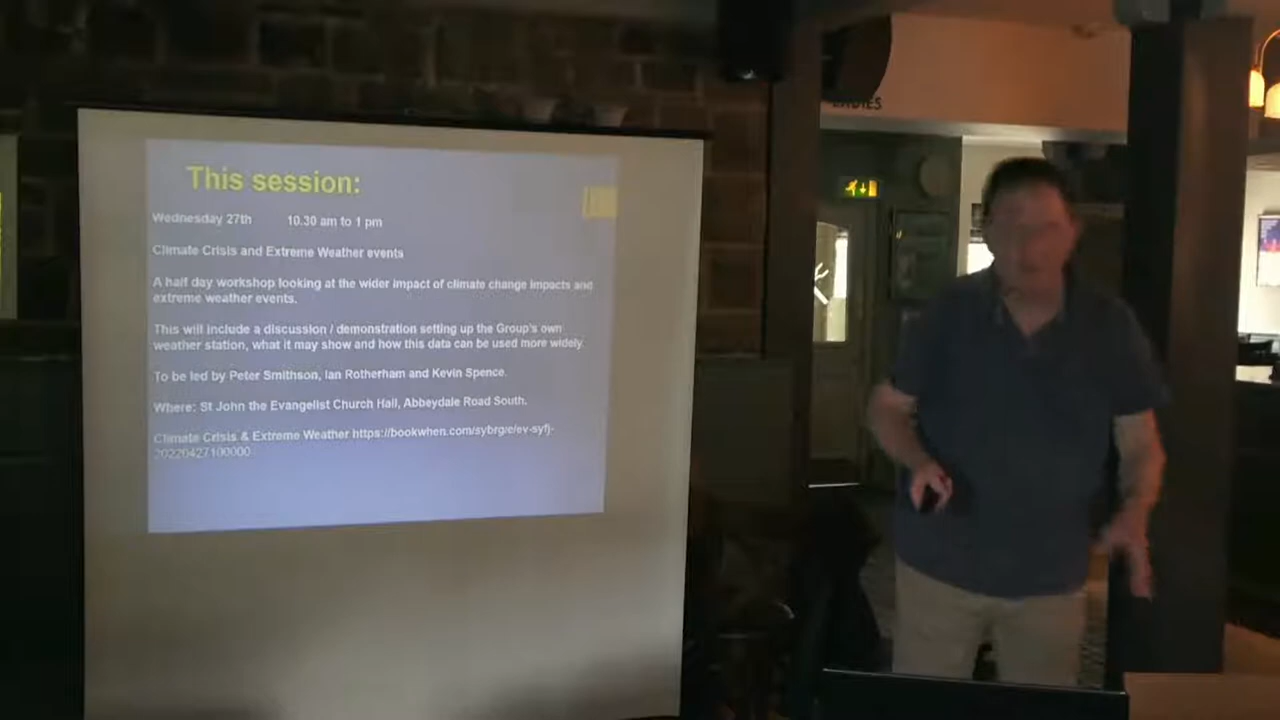 This session:
Wednesday 27th 10.30 am to 1 pm
Climate Crisis and Extreme Weather events
A half day workshop looking at the wider impact of climate change impacts and
extreme weather events.
This will include a discussion / demonstration setting up the Group's own
weather station, what it may show and how this data can be used more widely.
To be led by Peter Smithson, Ian Rotherham and Kevin Spence.
Where: St John the Evangelist Church Hall, Abbeydale Road South.
Climate Crisis & Extreme Weather https://bookwhen.com/sybrg/e/ev-syfj-
20220427100000
LADIES